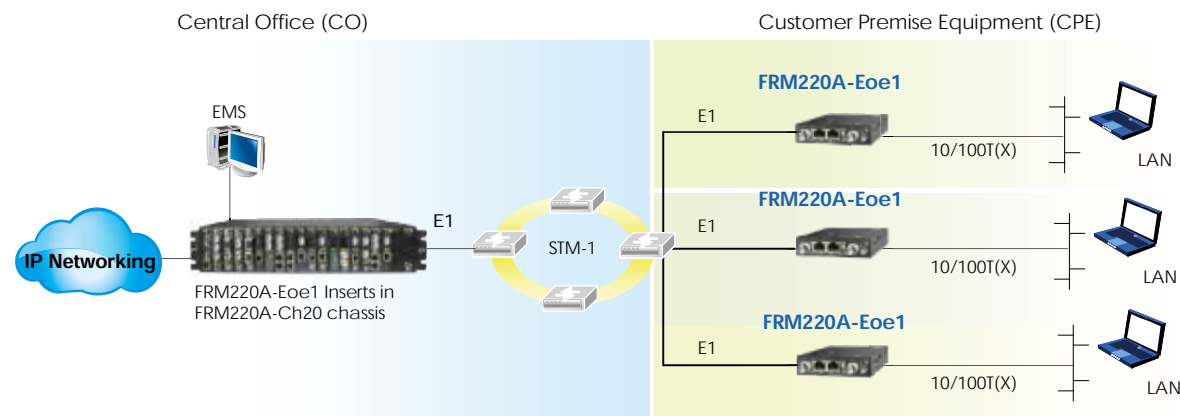 Central Office (CO)
Customer Premise Equipment (CPE)
EMS
IP Networking
FRM220A-Eoe1 Inserts in
FRM220A-Ch20 chassis
E1
STM-1
FRM220A-Eoe1
E1
10/100T(X)
LAN
FRM220A-Eoe1
E1
10/100T(X)
LAN
FRM220A-Eoe1
E1
10/100T(X)
LAN